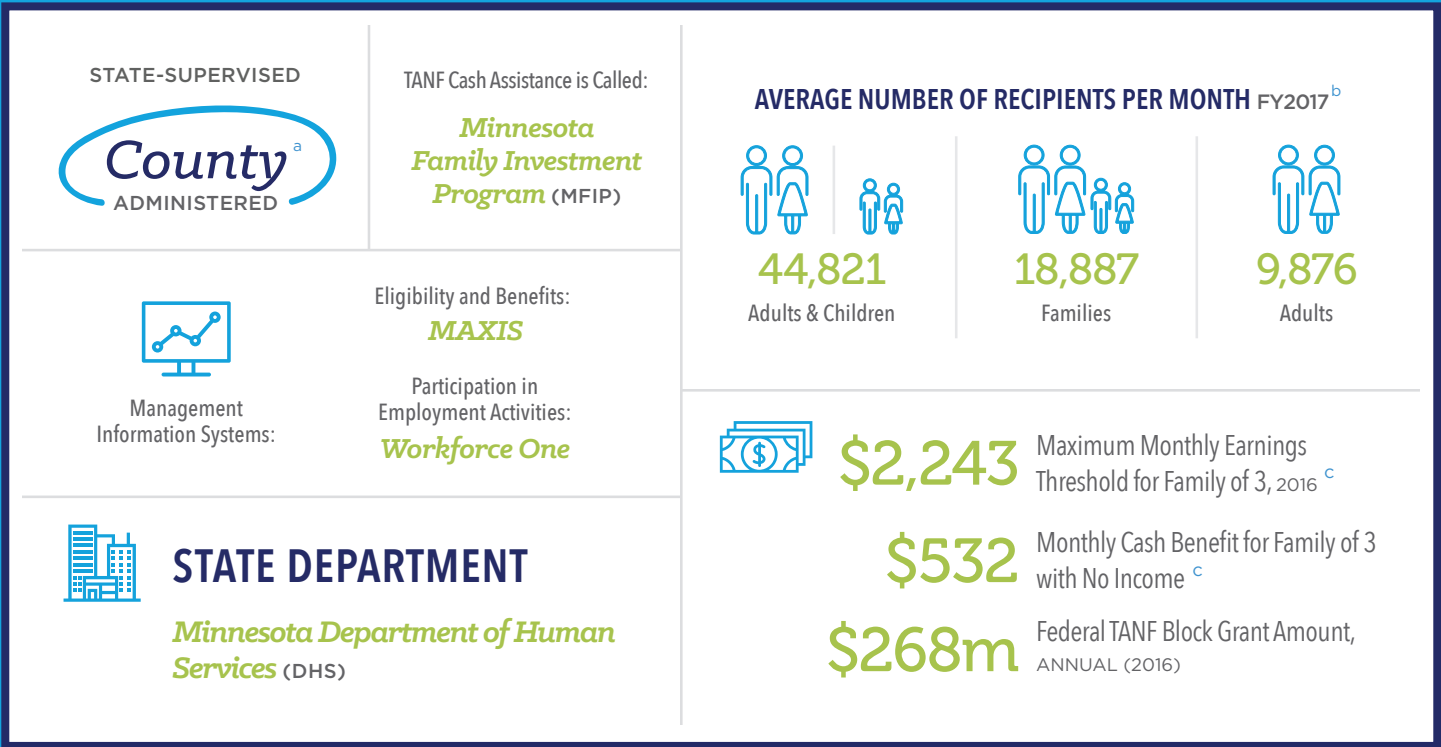 STATE-SUPERVISED
County a
ADMINISTERED
TANF Cash Assistance is Called:
Minnesota
Family Investment
Program (MFIP)
Management
Information Systems:
Eligibility and Benefits:
MAXIS
Participation in
Employment Activities:
Workforce One
STATE DEPARTMENT
Minnesota Department of Human
Services (DHS)
AVERAGE NUMBER OF RECIPIENTS PER MONTH FY2017 b
44,821
Adults & Children
18,887
Families
9,876
Adults
$2,243
Maximum Monthly Earnings
Threshold for Family of 3, 2016 c
$532
Monthly Cash Benefit for Family of 3
with No Income c
$268m
Federal TANF Block Grant Amount,
ANNUAL (2016)